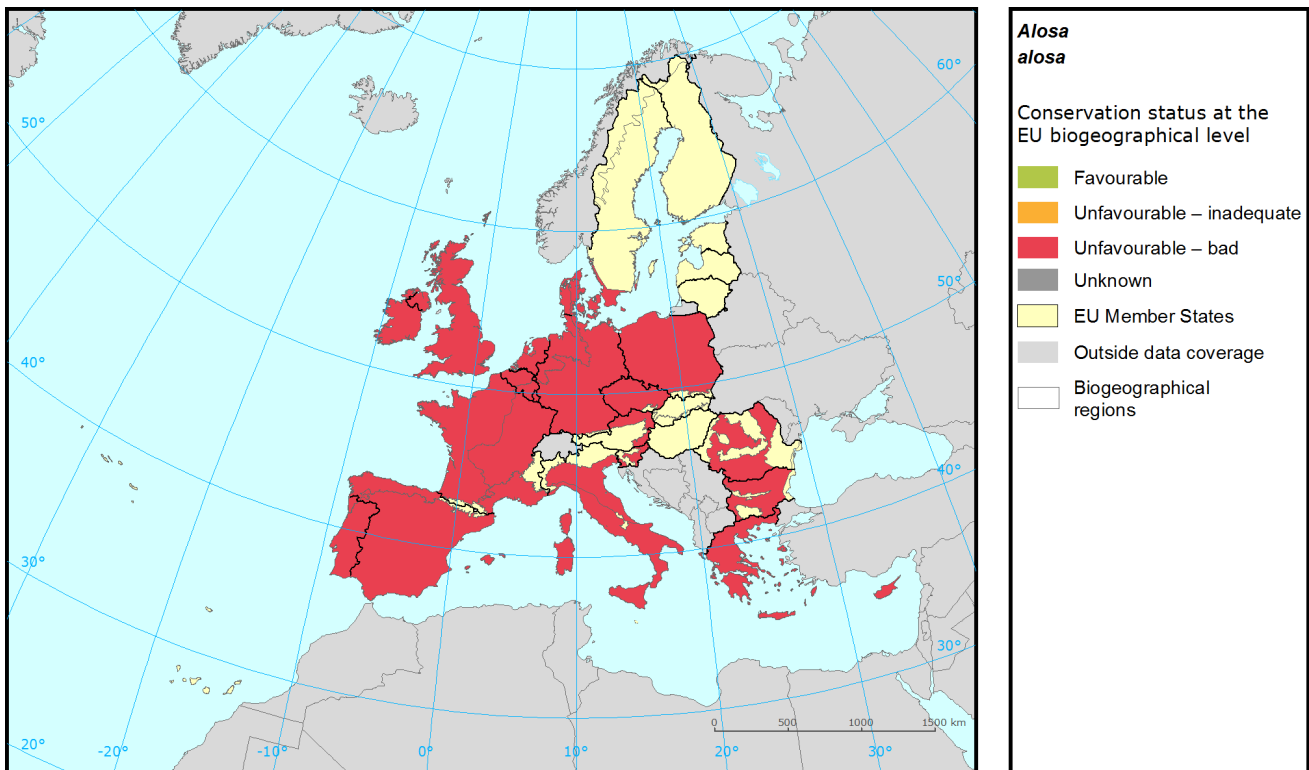 60°
50°
50°
40°
40°
30°
30°
20°
-20°
-10°
0°
10°
20°
30°
0
500
1000
1500 km
Alosa
alosa
Conservation status at the
EU biogeographical level
Favourable
Unfavourable – inadequate
Unfavourable – bad
Unknown
EU Member States
Outside data coverage
Biogeographical
regions